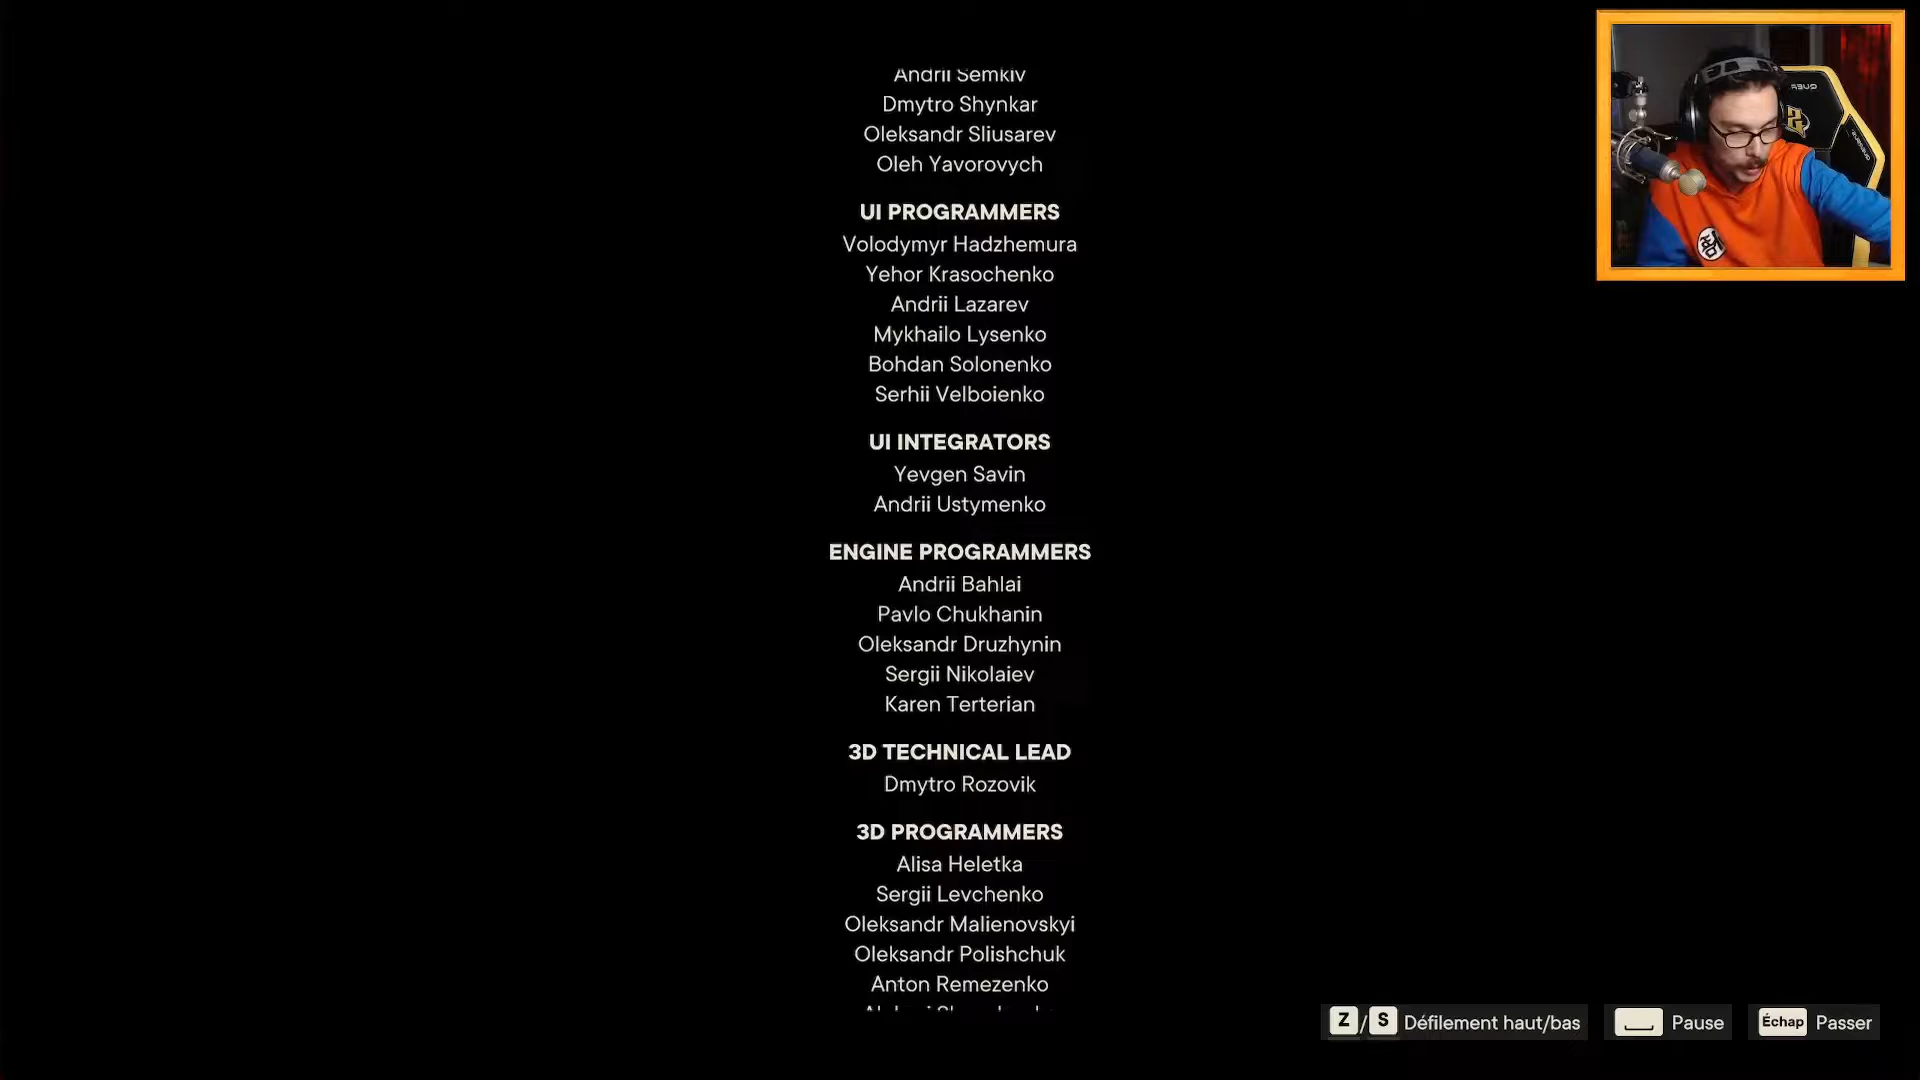 Andrii Semkiv
Dmytro Shynkar
Oleksandr Sliusarev
Oleh Yavorovych
UI PROGRAMMERS
Volodymyr Hadzhemura
Yehor Krasochenko
Andrii Lazarev
Mykhailo Lysenko
Bohdan Solonenko
Serhii Velboienko
UI INTEGRATORS
Yevgen Savin
Andrii Ustymenko
ENGINE PROGRAMMERS
Andrii Bahlai
Pavlo Chukhanin
Oleksandr Druzhynin
Sergii Nikolaiev
Karen Terterian
3D TECHNICAL LEAD
Dmytro Rozovik
3D PROGRAMMERS
Alisa Heletka
Sergii Levchenko
Oleksandr Malienovskyi
Oleksandr Polishchuk
Anton Remezenko
Z/S Défilement haut/bas
Pause
Échap Passer